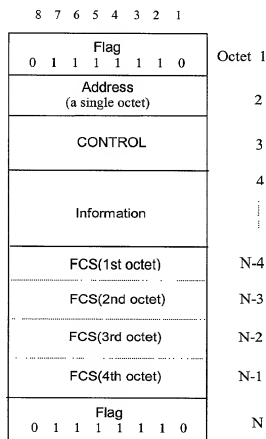 8 7 6 5 4 3 2 1
Flag
0 1 1 1 1 1 1 0
Octet 1
Address
(a single octet)
2
CONTROL
3
4
Information
FCS(1st octet)
N-4
FCS(2nd octet)
N-3
FCS(3rd octet)
N-2
FCS(4th octet)
N-1
Flag
0 1 1 1 1 1 1 0
N